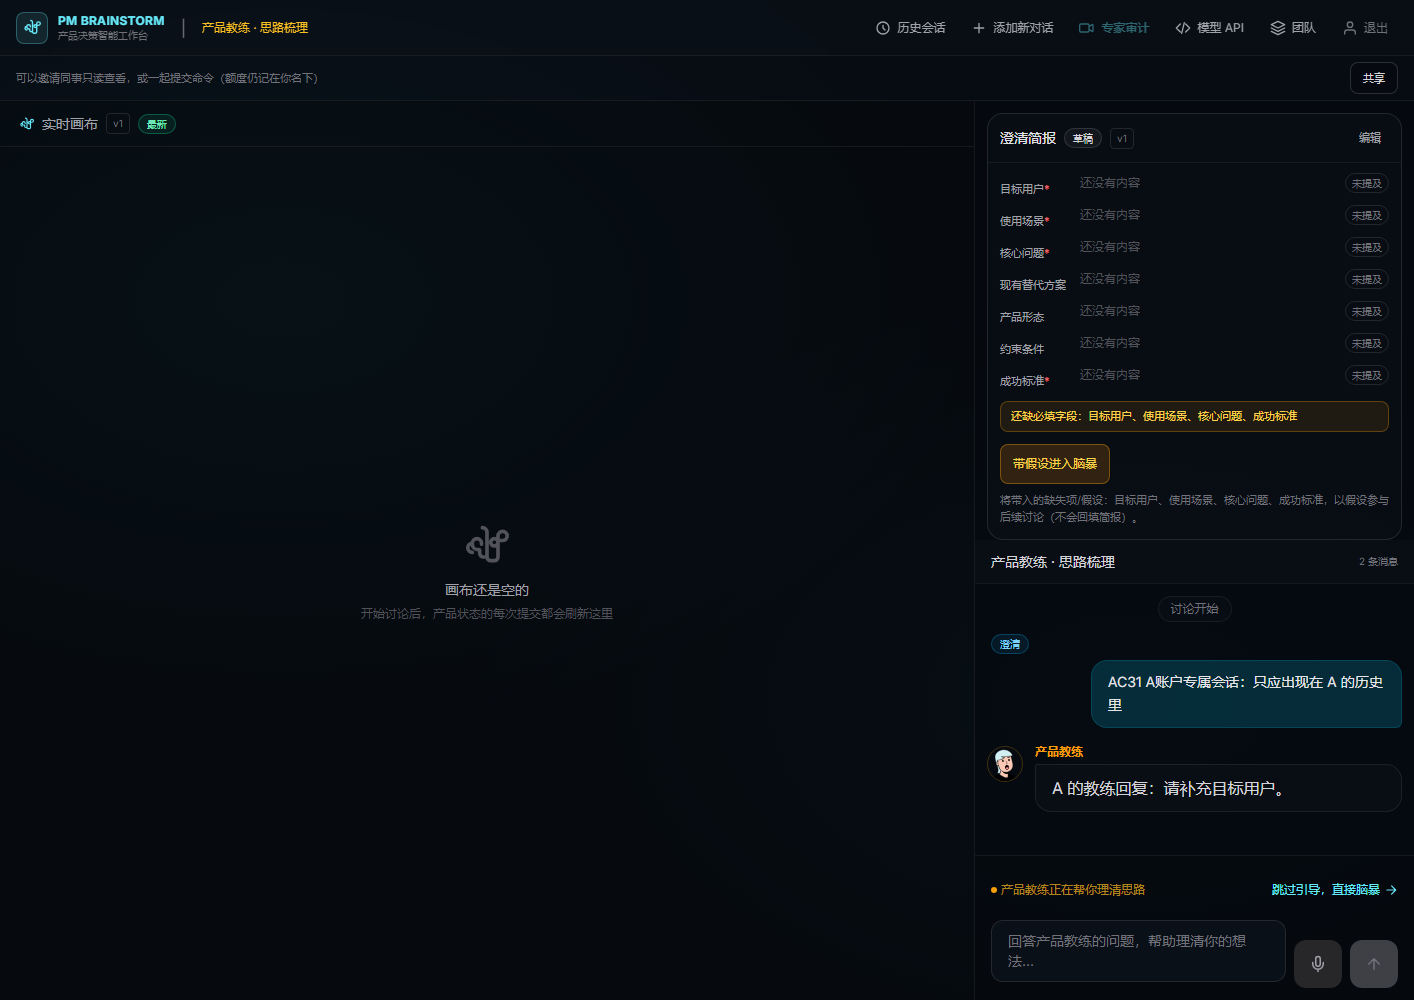 PM BRAINSTORM
产品决策智能工作台
产品教练 · 思路梳理
历史会话
添加新对话
专家审计
模型 API
团队
退出
可以邀请同事只读查看，或一起提交命令（额度仍记在你名下）
共享
实时画布
v1
最新
画布还是空的
开始讨论后，产品状态的每次提交都会刷新这里
澄清简报
草稿
v1
编辑
目标用户* 还没有内容 未提及
使用场景* 还没有内容 未提及
核心问题* 还没有内容 未提及
现有替代方案 还没有内容 未提及
产品形态 还没有内容 未提及
约束条件 还没有内容 未提及
成功标准* 还没有内容 未提及
还缺必填字段：目标用户、使用场景、核心问题、成功标准
带假设进入脑暴
将带入的缺失项/假设：目标用户、使用场景、核心问题、成功标准，以假设参与
后续讨论（不会回填简报）。
产品教练 · 思路梳理
2 条消息
讨论开始
澄清
AC31 A账户专属会话：只应出现在 A 的历史
里
产品教练
A 的教练回复：请补充目标用户。
产品教练正在帮你理清思路
跳过引导，直接脑暴 →
回答产品教练的问题，帮助理清你的想
法...